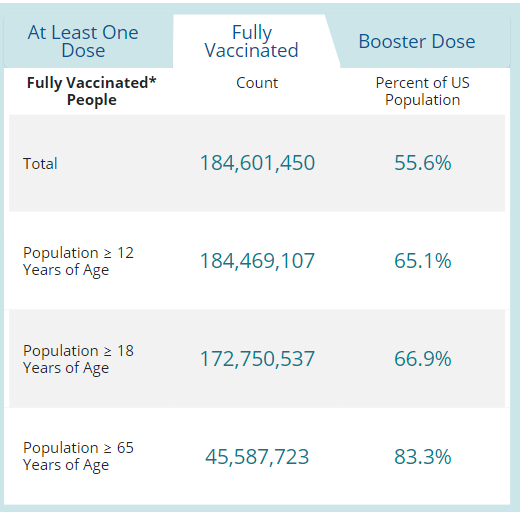 At Least One
Dose
Fully
Vaccinated
Booster Dose
Fully Vaccinated*
People
Count
Percent of US
Population
Total
184,601,450
55.6%
Population ≥ 12
Years of Age
184,469,107
65.1%
Population ≥ 18
Years of Age
172,750,537
66.9%
Population ≥ 65
Years of Age
45,587,723
83.3%